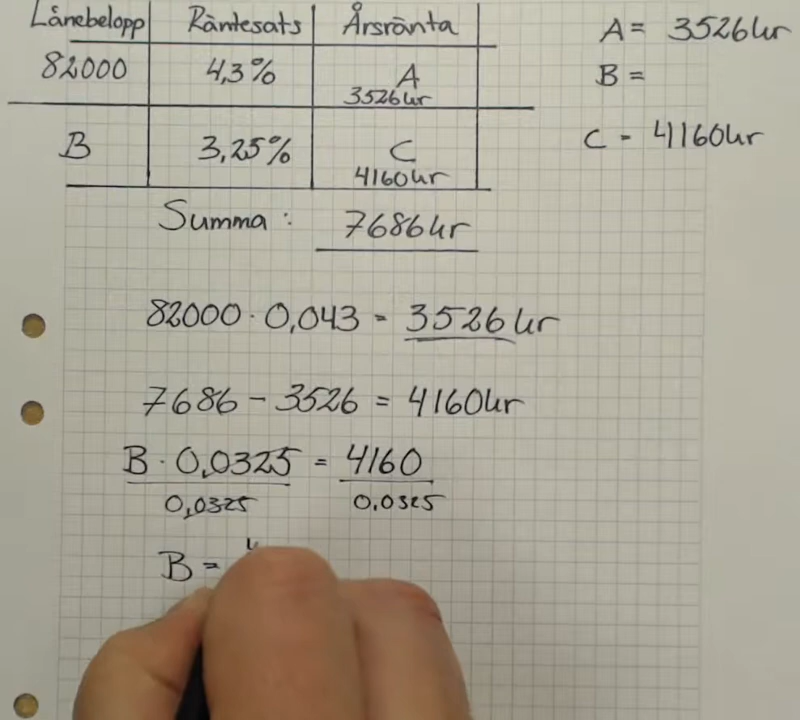 Lånebelopp Räntesats Årsränta
82000 4,3% A
3526kr
B 3,25% C
4160kr
Summa: 7686kr
A = 3526kr
B =
C = 4160kr
82000 · 0,043 = 3526kr
7686 - 3526 = 4160kr
B · 0,0325 = 4160
0,0325 0,0325
B =